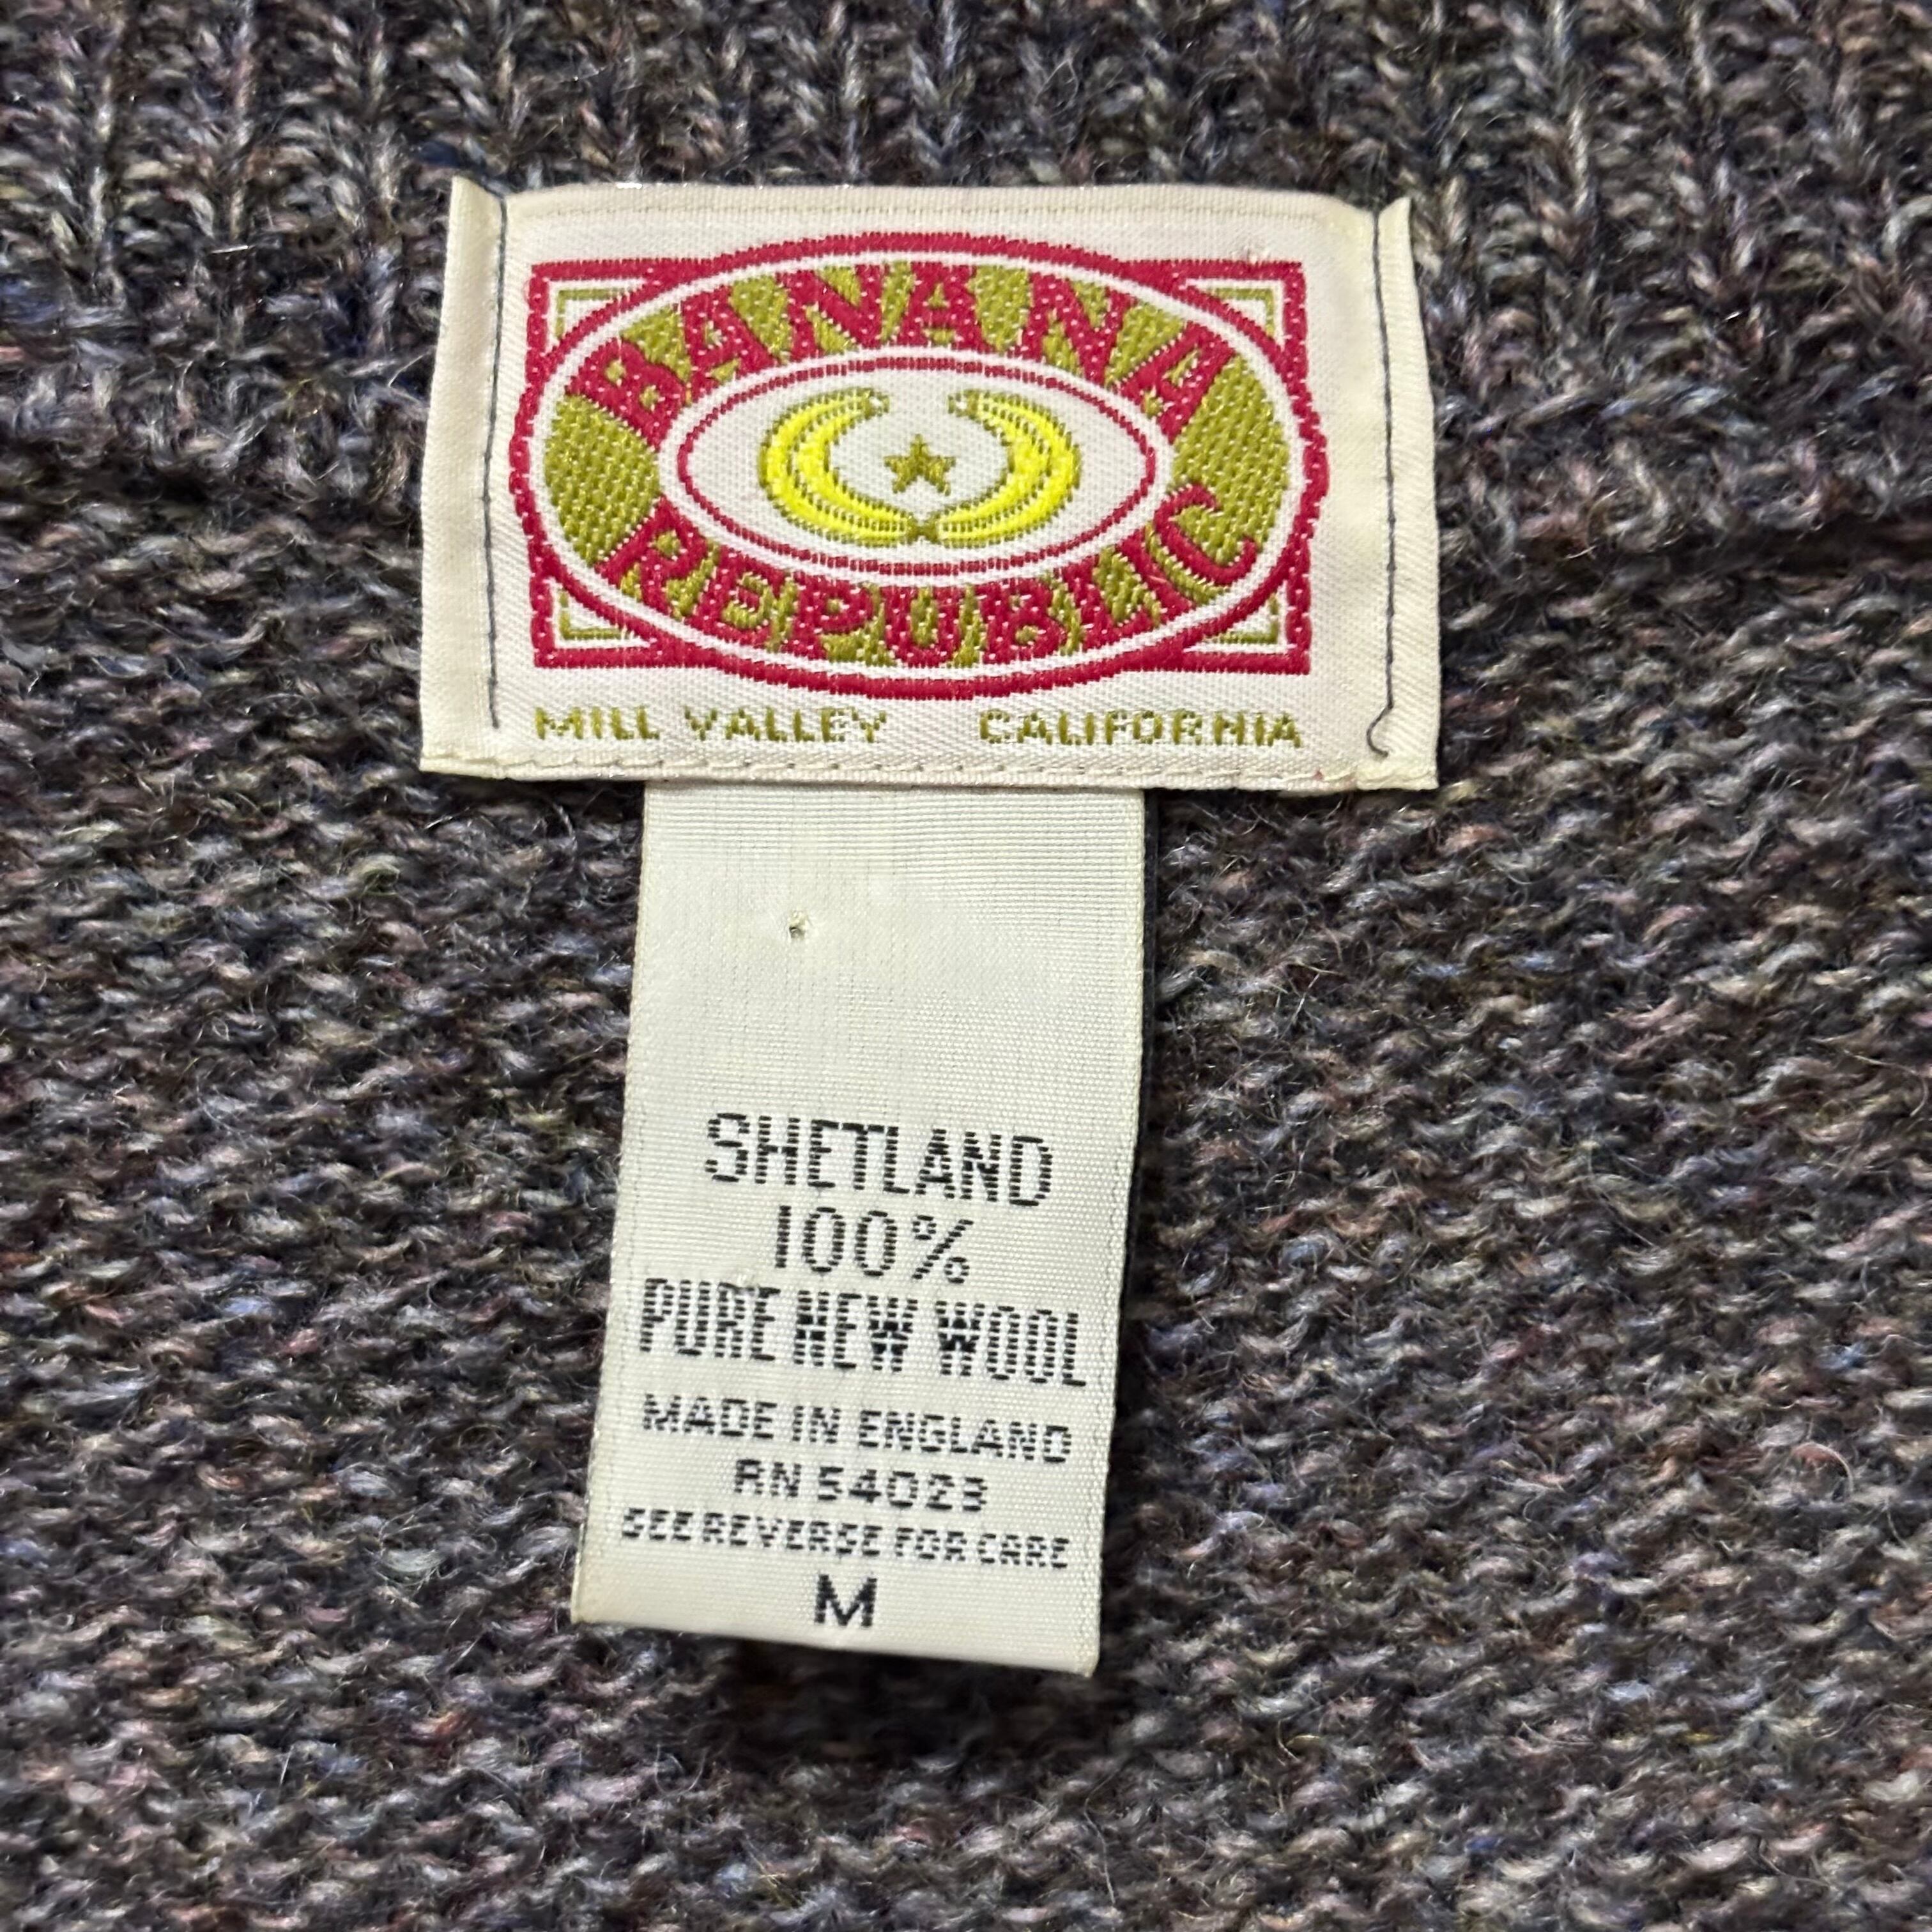 BANANA
REPUBLIC
MILL VALLEY CALIFORNIA
SHETLAND
100%
PURE NEW WOOL
MADE IN ENGLAND
RN 54023
SEE REVERSE FOR CARE
M